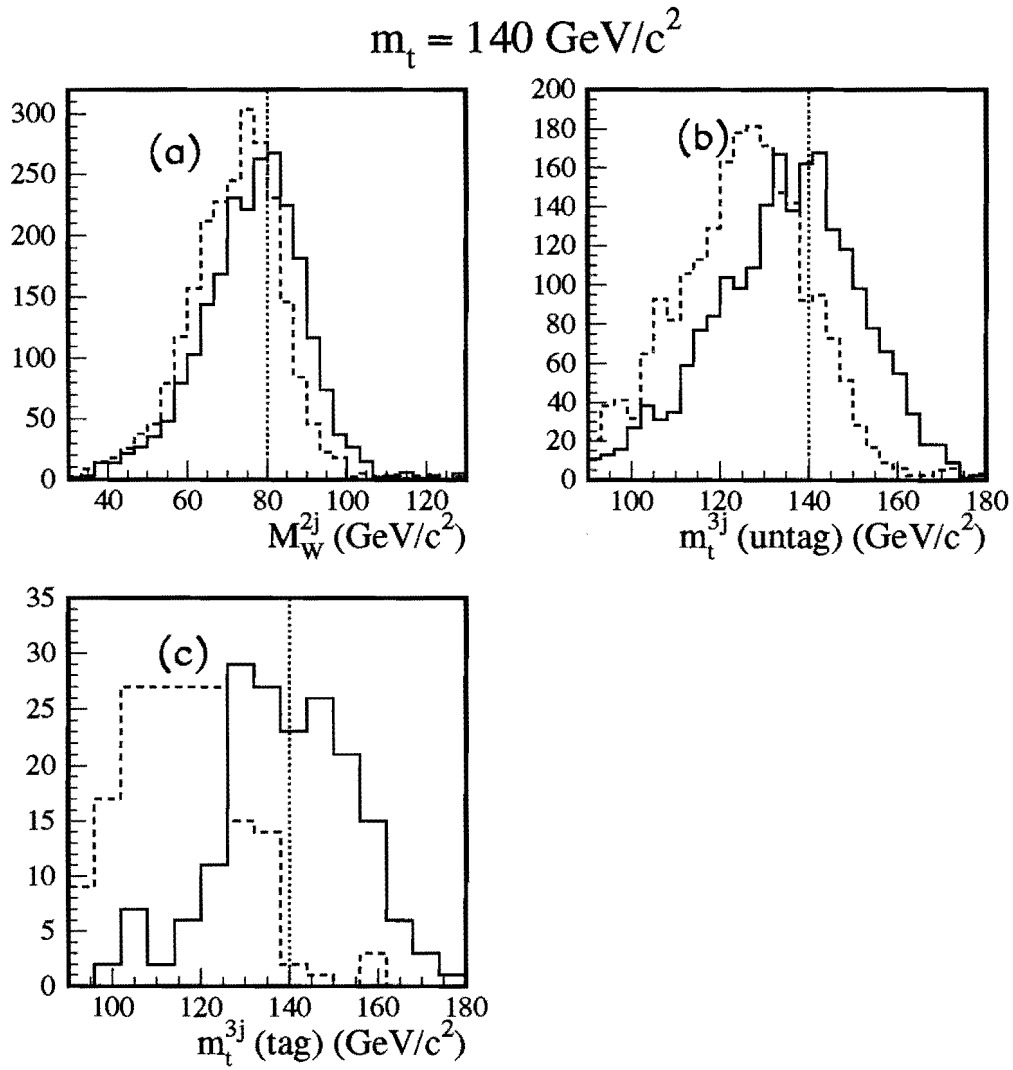 m_t = 140 GeV/c^2
(a)
300
250
200
150
100
50
0
40 60 80 100 120
M_W^2j (GeV/c^2)
(b)
200
180
160
140
120
100
80
60
40
20
0
100 120 140 160 180
m_t^3j (untag) (GeV/c^2)
(c)
35
30
25
20
15
10
5
0
100 120 140 160 180
m_t^3j (tag) (GeV/c^2)